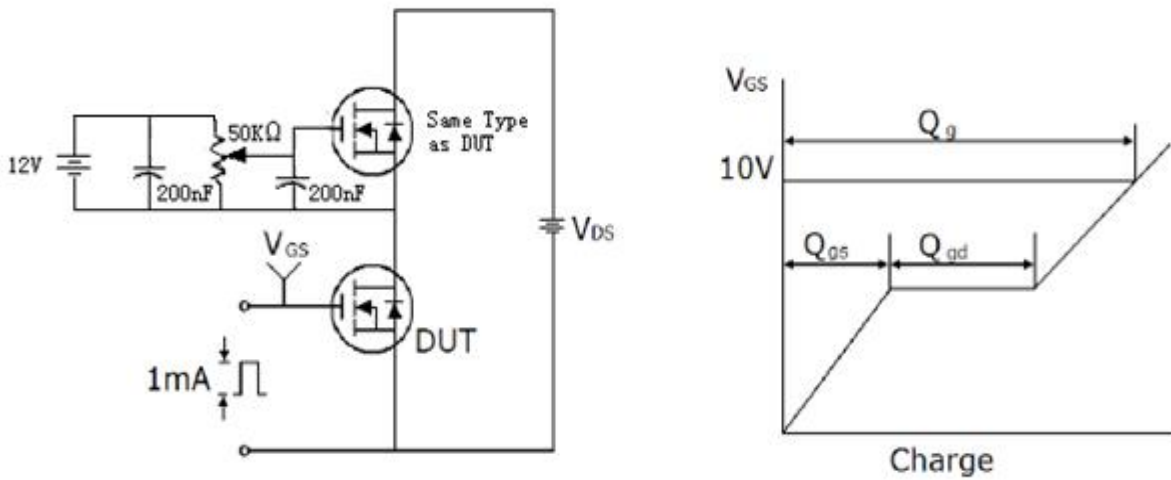 12V
200nF
50KΩ
200nF
Same Type
as DUT
VDS
VGS
DUT
1mA
VGS
10V
Qg
Qgs
Qgd
Charge